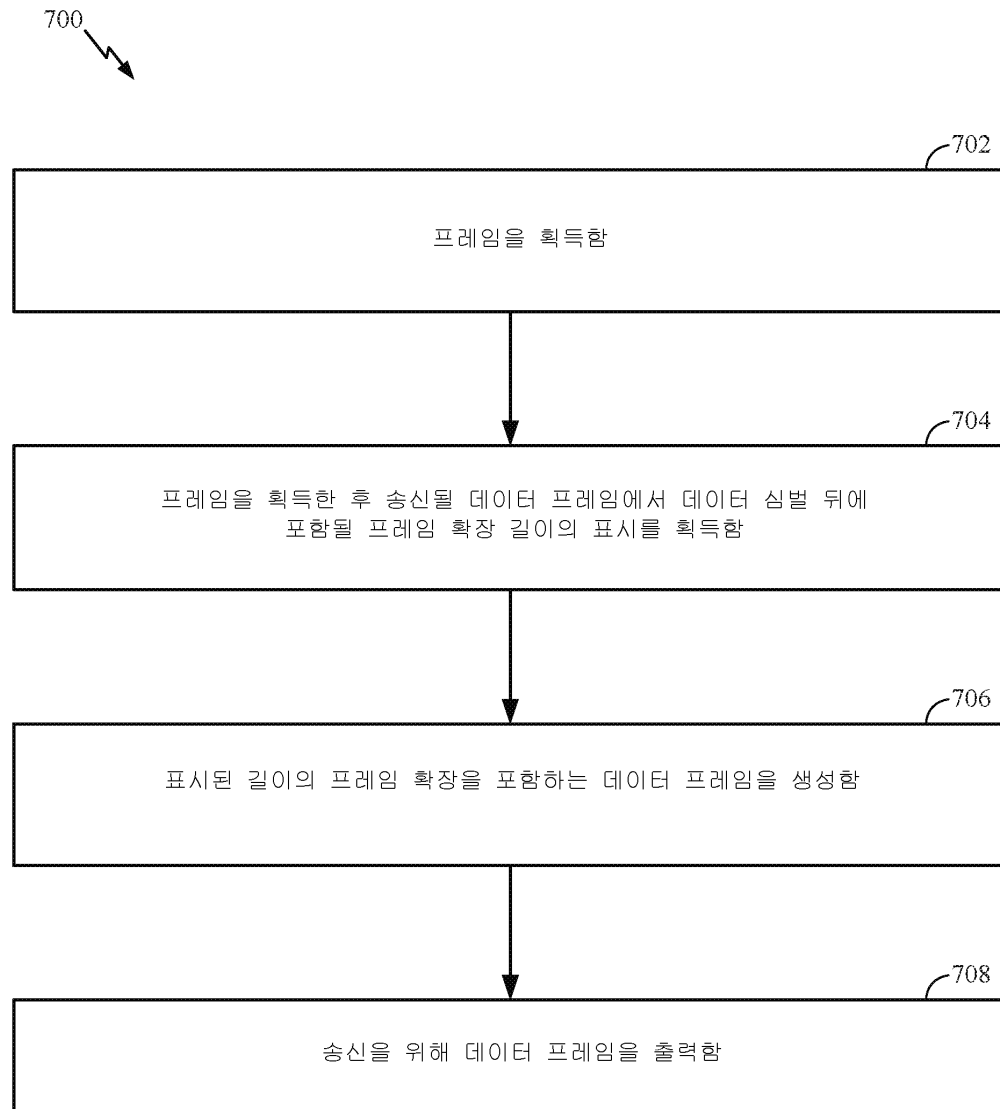 700
702
프레임을 획득함
704
프레임을 획득한 후 송신될 데이터 프레임에서 데이터 심벌 뒤에
포함될 프레임 확장 길이의 표시를 획득함
706
표시된 길이의 프레임 확장을 포함하는 데이터 프레임을 생성함
708
송신을 위해 데이터 프레임을 출력함